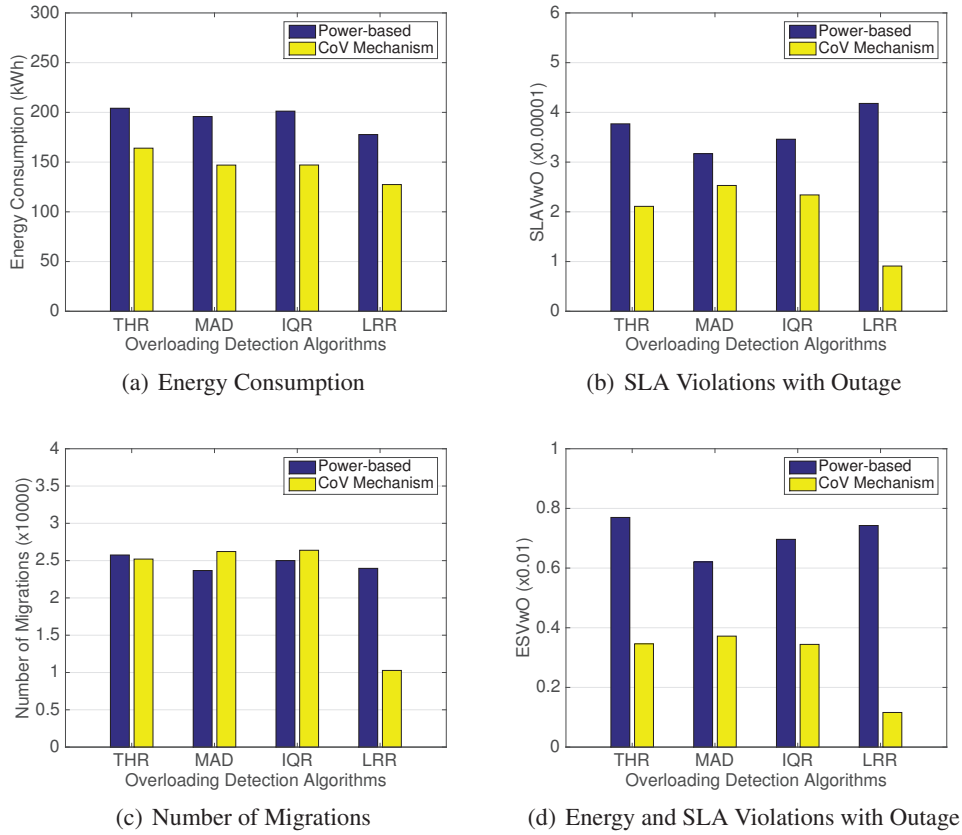 300
250
200
150
100
50
0
Energy Consumption (kWh)
Power-based
CoV Mechanism
THR MAD IQR LRR
Overloading Detection Algorithms
(a) Energy Consumption
6
5
4
3
2
1
0
SLAVwO (x0.00001)
Power-based
CoV Mechanism
THR MAD IQR LRR
Overloading Detection Algorithms
(b) SLA Violations with Outage
4
3.5
3
2.5
2
1.5
1
0.5
0
Number of Migrations (x10000)
Power-based
CoV Mechanism
THR MAD IQR LRR
Overloading Detection Algorithms
(c) Number of Migrations
1
0.8
0.6
0.4
0.2
0
ESVwO (x0.01)
Power-based
CoV Mechanism
THR MAD IQR LRR
Overloading Detection Algorithms
(d) Energy and SLA Violations with Outage